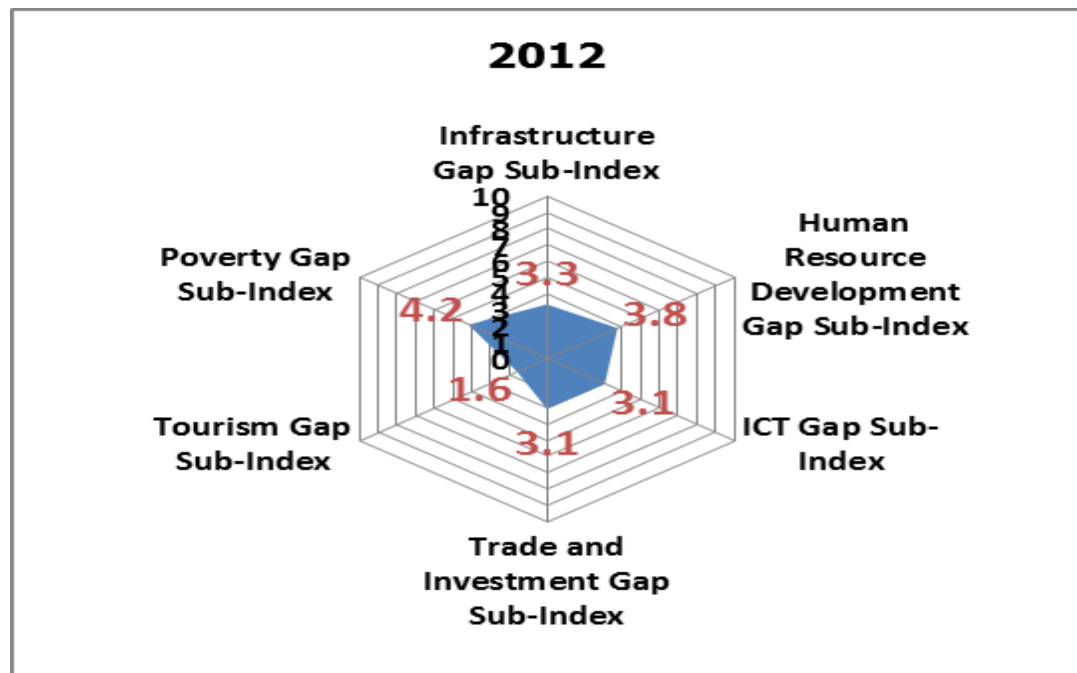 2012
Infrastructure
Gap Sub-Index
10
9
8
7
6
5
4
3
2
1
0
3.3
Human
Resource
Development
Gap Sub-Index
3.8
ICT Gap Sub-
Index
3.1
Trade and
Investment Gap
Sub-Index
3.1
Tourism Gap
Sub-Index
1.6
Poverty Gap
Sub-Index
4.2